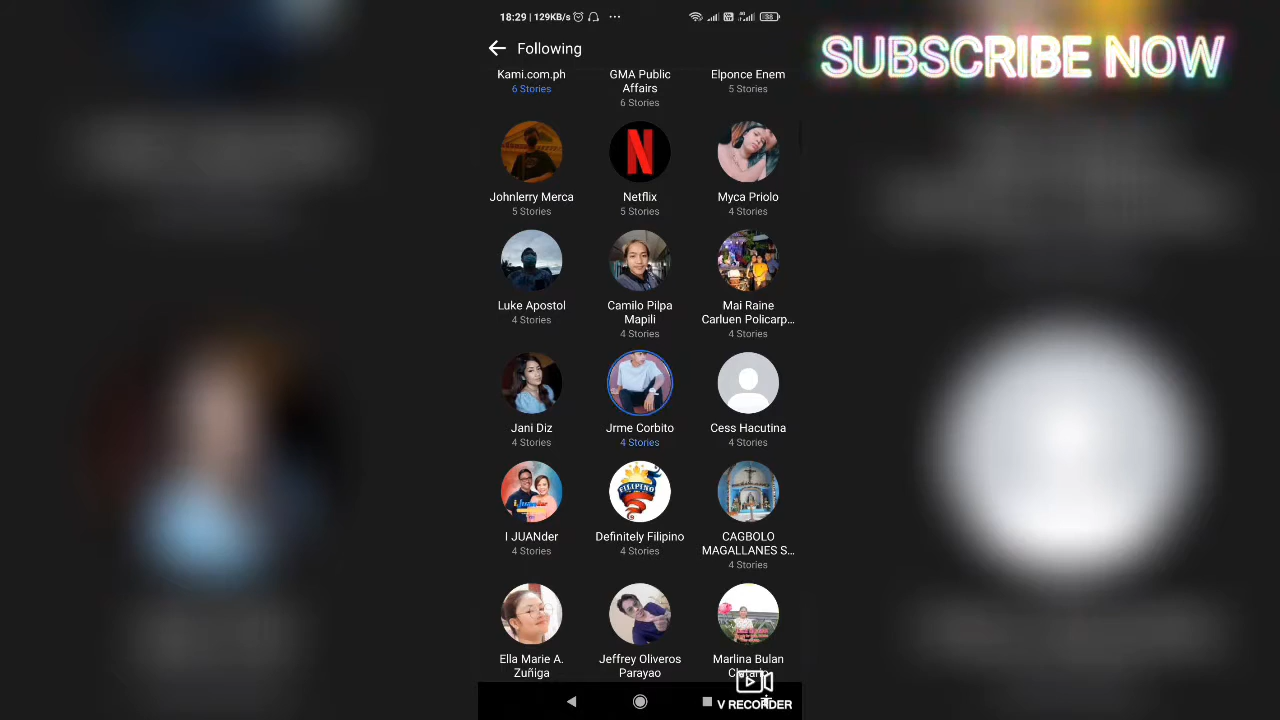 18:29 | 129KB/s ...
SUBSCRIBE NOW
Following
Kami.com.ph
6 Stories
GMA Public
Affairs
6 Stories
Elponce Enem
5 Stories
Johnlerry Merca
5 Stories
N
Netflix
5 Stories
Myca Priolo
4 Stories
Luke Apostol
4 Stories
Camilo Pilpa
Mapili
4 Stories
Mai Raine
Carluen Policarp...
4 Stories
Jani Diz
4 Stories
Jrme Corbito
4 Stories
Cess Hacutina
4 Stories
I JUANder
4 Stories
FILIPINO
Definitely Filipino
4 Stories
CAGBOLO
MAGALLANES S...
4 Stories
Ella Marie A.
Zuñiga
Jeffrey Oliveros
Parayao
Marlina Bulan
V RECORDER